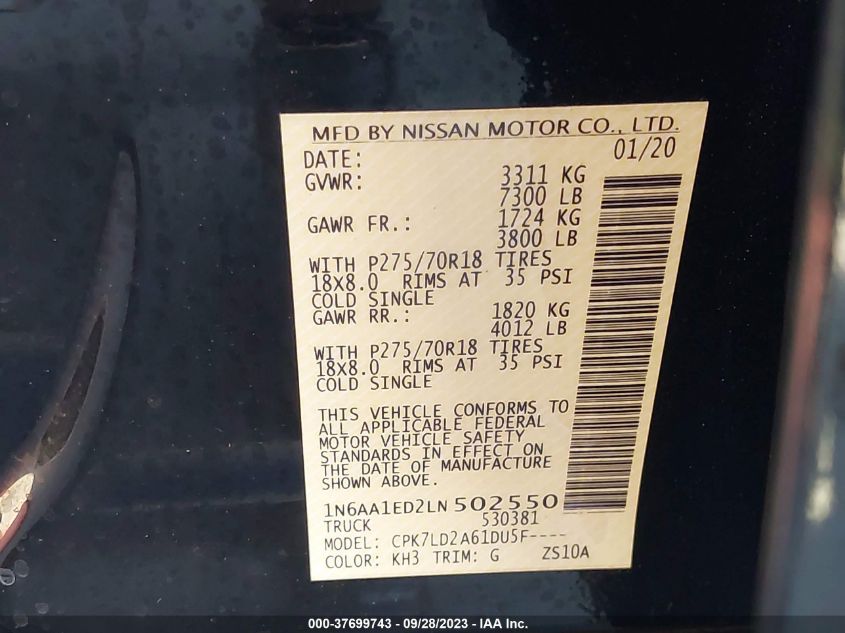 MFD BY NISSAN MOTOR CO., LTD.
DATE: 01/20
GVWR: 3311 KG
7300 LB
GAWR FR.: 1724 KG
3800 LB
WITH P275/70R18 TIRES
18X8.0 RIMS AT 35 PSI
COLD SINGLE
GAWR RR.: 1820 KG
4012 LB
WITH P275/70R18 TIRES
18X8.0 RIMS AT 35 PSI
COLD SINGLE
THIS VEHICLE CONFORMS TO
ALL APPLICABLE FEDERAL
MOTOR VEHICLE SAFETY
STANDARDS IN EFFECT ON
THE DATE OF MANUFACTURE
SHOWN ABOVE.
1N6AA1ED2LN502550
TRUCK 530381
MODEL: CPK7LD2A61DU5F----
COLOR: KH3 TRIM: G ZS10A
000-37699743 - 09/28/2023 - IAA Inc.